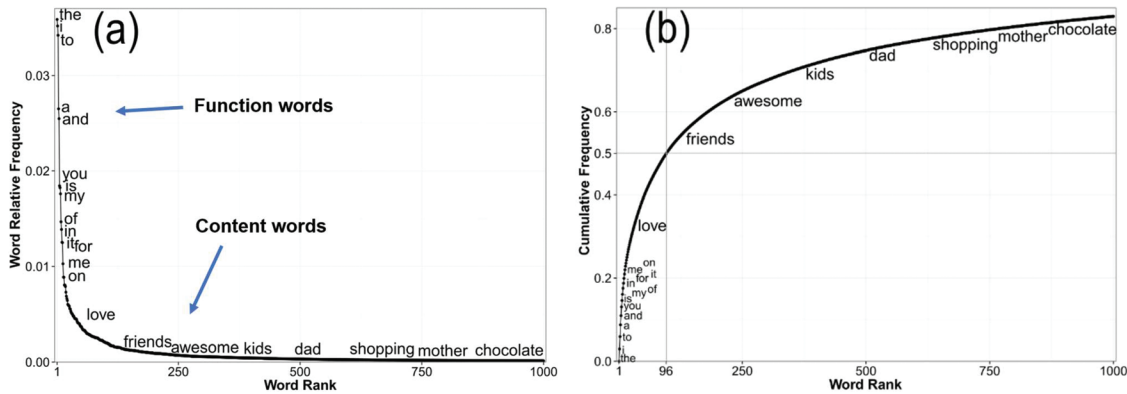 (a)
Word Relative Frequency
0.03
0.02
0.01
0.00
the
i
to
a
and
you
is
my
of
in
it for
me
on
love
friends
awesome
kids
dad
shopping
mother
chocolate
Function words
Content words
1
250
500
750
1000
Word Rank
(b)
Cumulative Frequency
0.8
0.6
0.5
0.4
0.2
0.0
chocolate
mother
shopping
dad
kids
awesome
friends
love
me on
in for it
is my of
you
and
a
to
i
the
1
96
250
500
750
1000
Word Rank